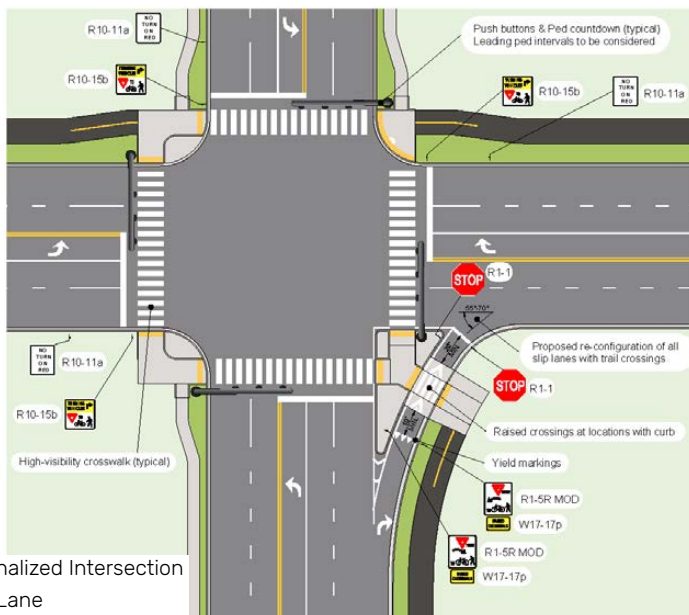 R10-11a
NO
TURN
ON
RED
R10-15b
Push buttons & Ped countdown (typical)
Leading ped intervals to be considered
R10-15b
NO
TURN
ON
RED
R10-11a
STOP
R1-1
55°-70°
Proposed re-configuration of all
slip lanes with trail crossings
NO
TURN
ON
RED
R10-11a
STOP
R1-1
R10-15b
Raised crossings at locations with curb
High-visibility crosswalk (typical)
Yield markings
R1-5R MOD
W17-17p
R1-5R MOD
W17-17p
nalized Intersection
Lane